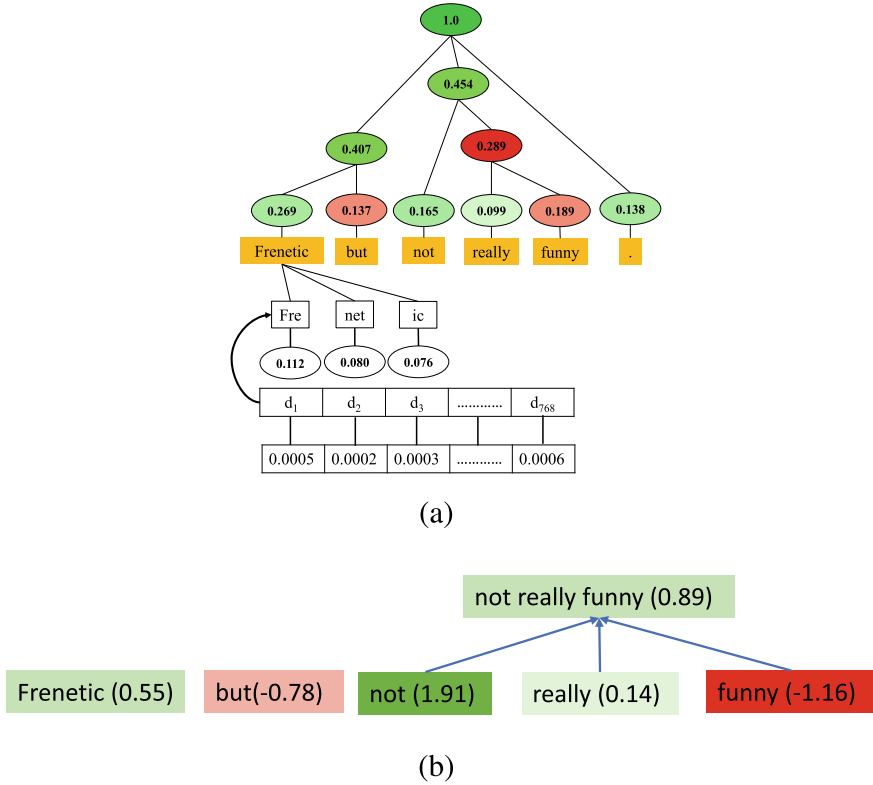 1.0
0.454
0.407
0.289
0.269
0.137
0.165
0.099
0.189
0.138
Frenetic but not really funny .
Fre net ic
0.112 0.080 0.076
d1 d2 d3 ............ d768
0.0005 0.0002 0.0003 ............ 0.0006
(a)
not really funny (0.89)
Frenetic (0.55) but(-0.78) not (1.91) really (0.14) funny (-1.16)
(b)